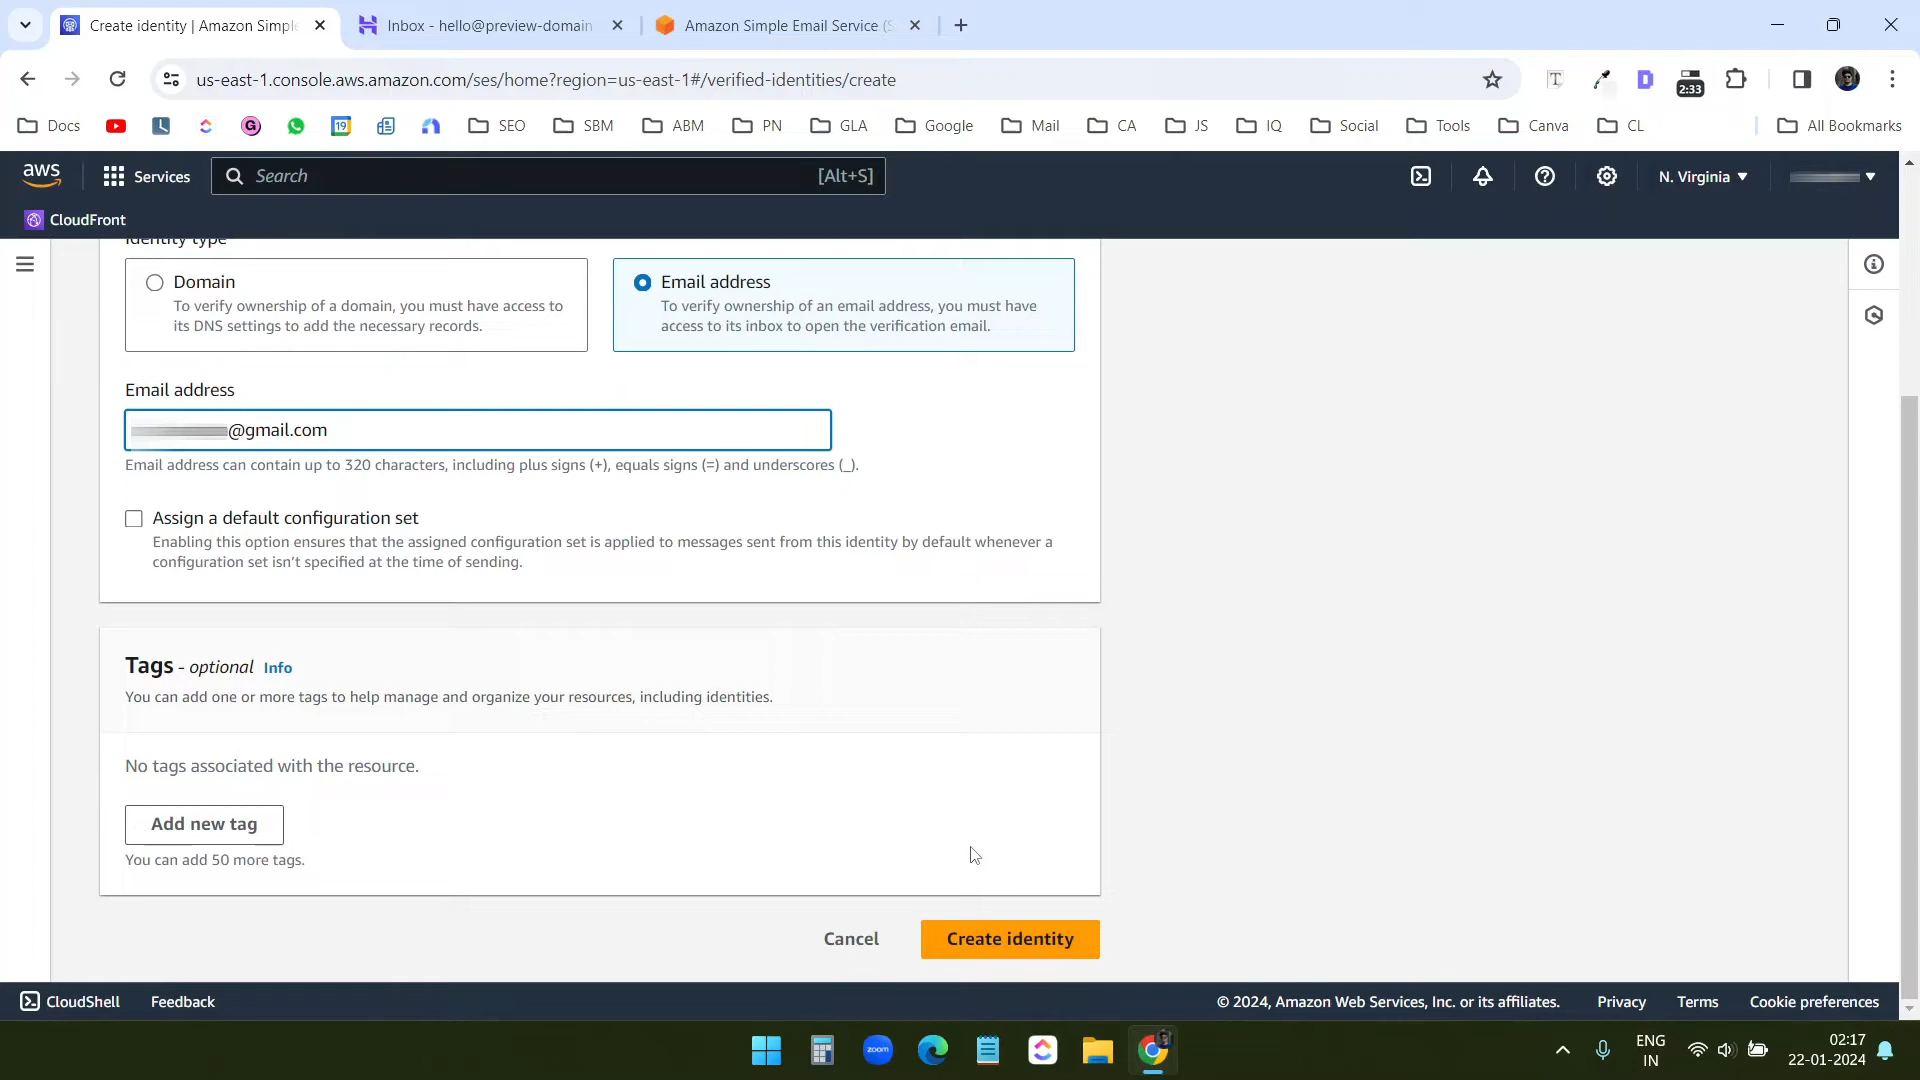 Create identity | Amazon Simple
Inbox - hello@preview-domain
Amazon Simple Email Service (S
us-east-1.console.aws.amazon.com/ses/home?region=us-east-1#/verified-identities/create
2:33
Docs
19
SEO
SBM
ABM
PN
GLA
Google
Mail
CA
JS
IQ
Social
Tools
Canva
CL
All Bookmarks
aws
Services
Search
[Alt+S]
N. Virginia
CloudFront
Identity type
Domain
To verify ownership of a domain, you must have access to
its DNS settings to add the necessary records.
Email address
To verify ownership of an email address, you must have
access to its inbox to open the verification email.
Email address
@gmail.com
Email address can contain up to 320 characters, including plus signs (+), equals signs (=) and underscores (_).
Assign a default configuration set
Enabling this option ensures that the assigned configuration set is applied to messages sent from this identity by default whenever a
configuration set isn't specified at the time of sending.
Tags - optional Info
You can add one or more tags to help manage and organize your resources, including identities.
No tags associated with the resource.
Add new tag
You can add 50 more tags.
Cancel
Create identity
CloudShell
Feedback
© 2024, Amazon Web Services, Inc. or its affiliates.
Privacy
Terms
Cookie preferences
zoom
ENG
IN
02:17
22-01-2024